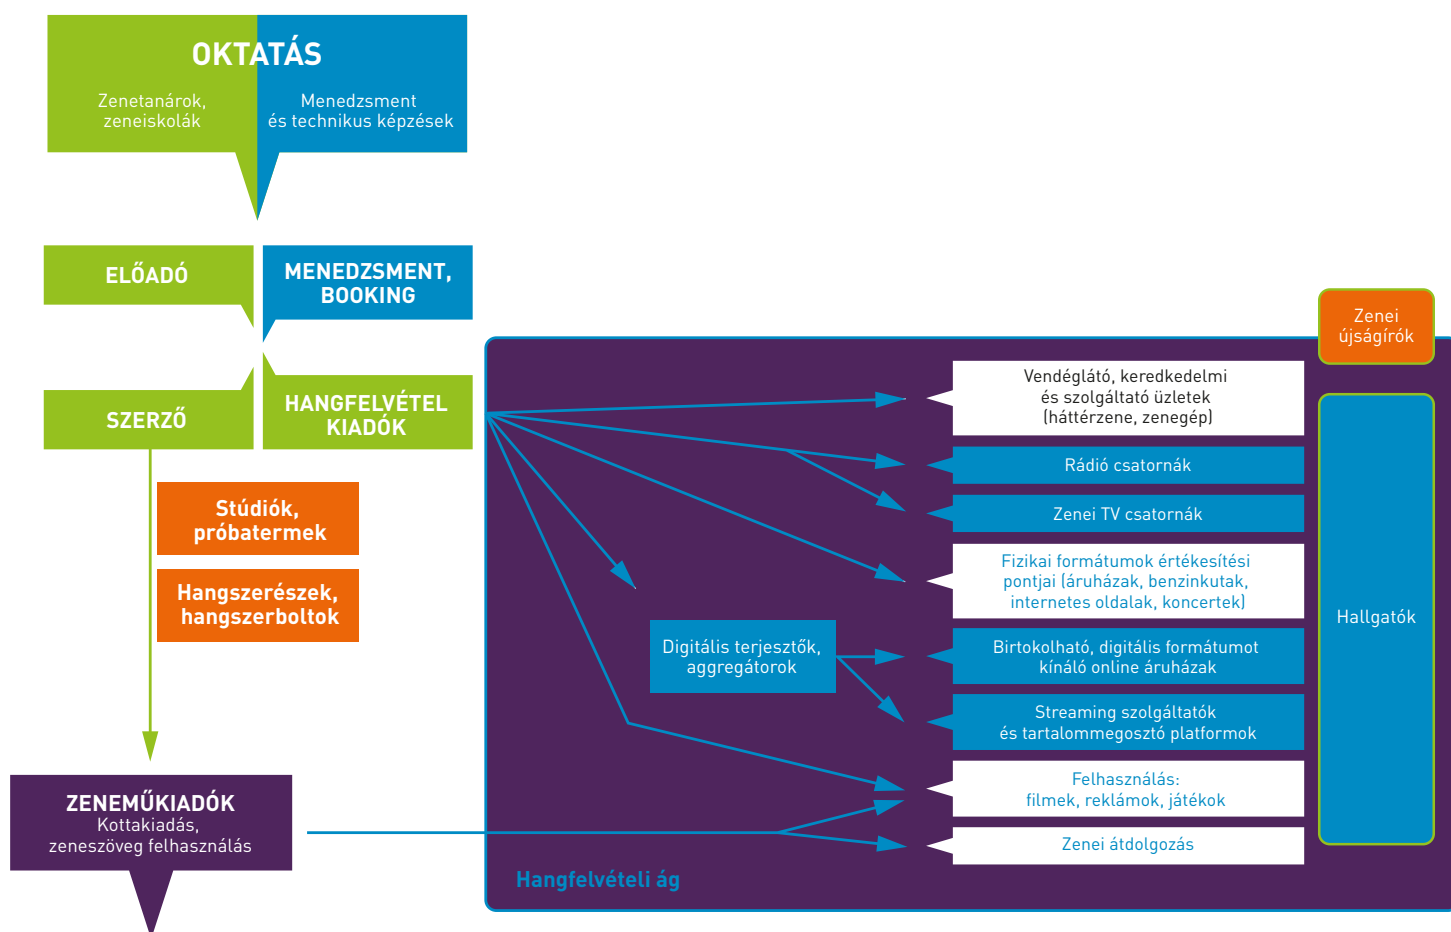 OKTATÁS
Zenetanárok,
zeneiskolák
Menedzsment
és technikus képzések
ELŐADÓ
MENEDZSMENT,
BOOKING
SZERZŐ
HANGFELVÉTEL
KIADÓK
Stúdiók,
próbatermek
Hangszerészek,
hangszerboltok
ZENEMŰKIADÓK
Kottakiadás,
zeneszöveg felhasználás
Zenei
újságírók
Vendéglátó, keredkedelmi
és szolgáltató üzletek
(háttérzene, zenegép)
Rádió csatornák
Zenei TV csatornák
Fizikai formátumok értékesítési
pontjai (áruházak, benzinkutak,
internetes oldalak, koncertek)
Digitális terjesztők,
aggregátorok
Birtokolható, digitális formátumot
kínáló online áruházak
Streaming szolgáltatók
és tartalommegosztó platformok
Felhasználás:
filmek, reklámok, játékok
Zenei átdolgozás
Hallgatók
Hangfelvételi ág